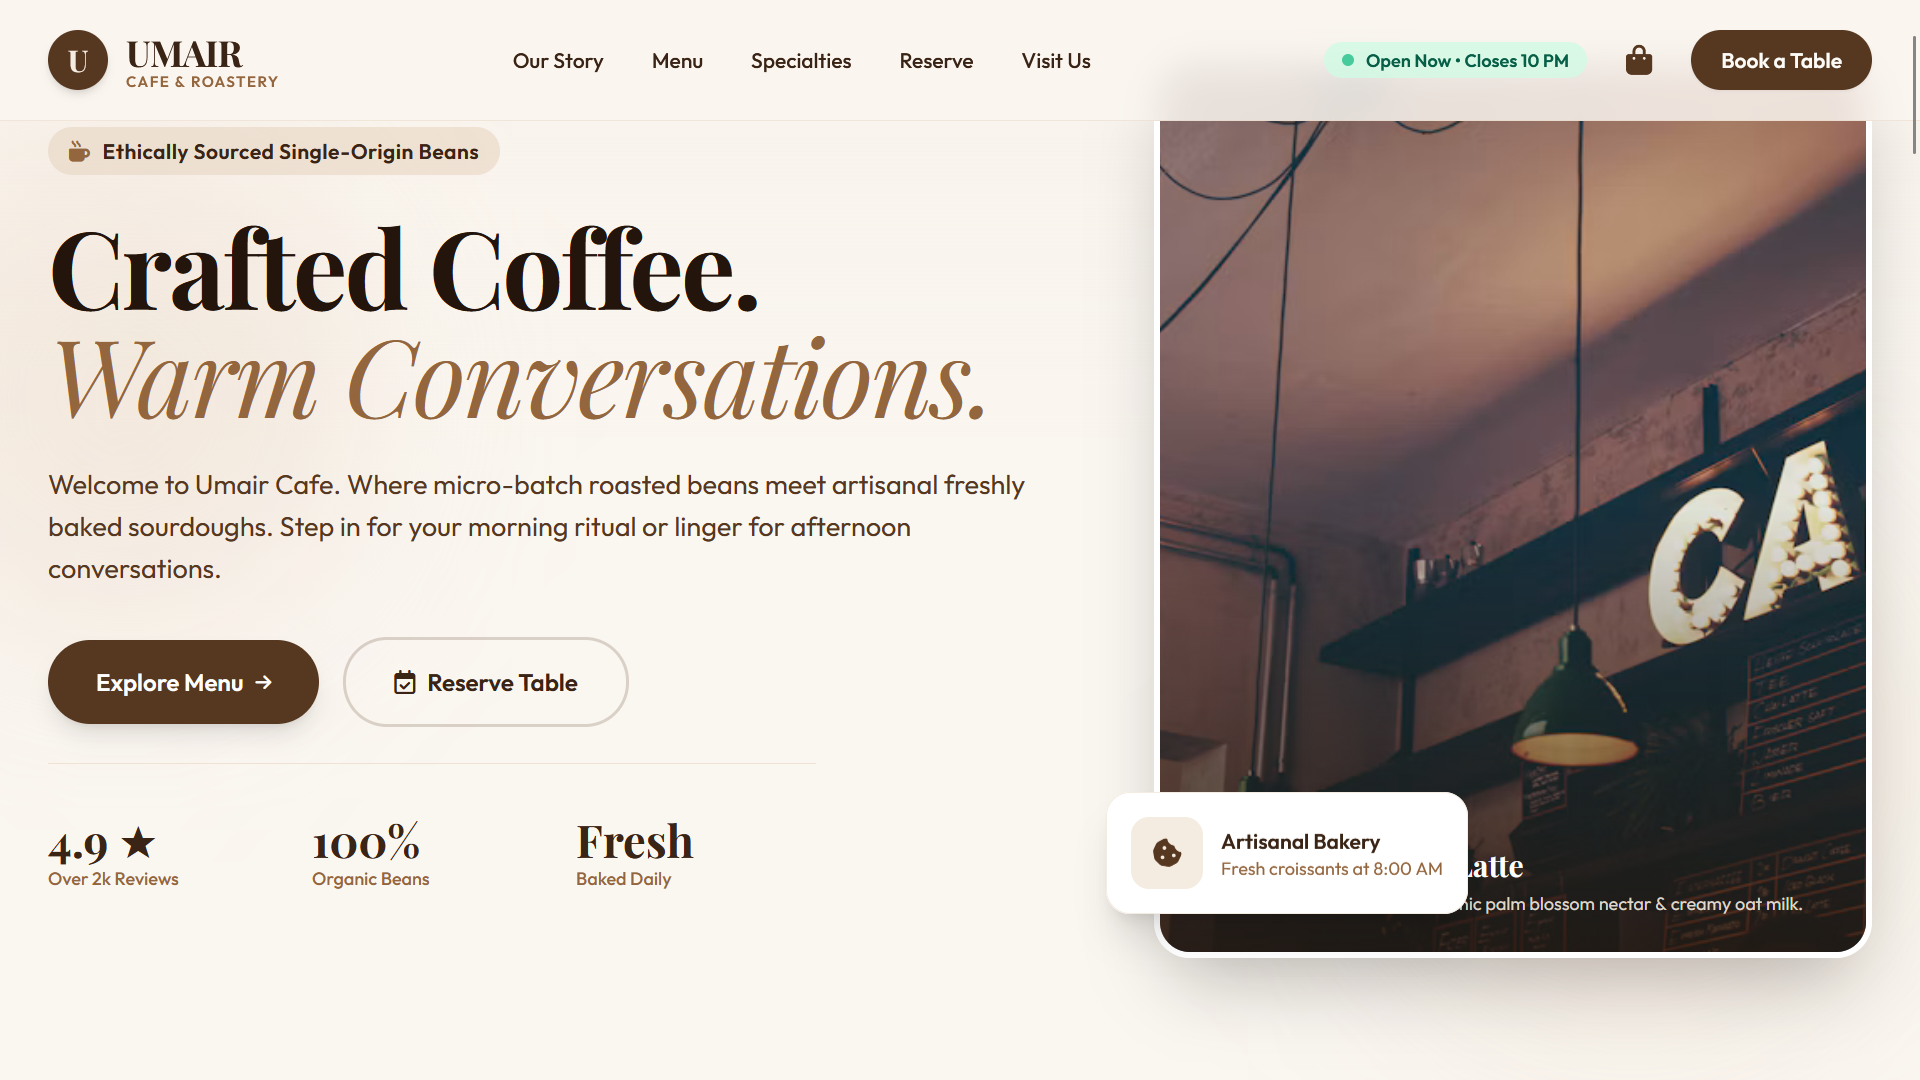 U
UMAIR
CAFE & ROASTERY
Our Story
Menu
Specialties
Reserve
Visit Us
Open Now • Closes 10 PM
Book a Table
Ethically Sourced Single-Origin Beans
Crafted Coffee.
Warm Conversations.
Welcome to Umair Cafe. Where micro-batch roasted beans meet artisanal freshly
baked sourdoughs. Step in for your morning ritual or linger for afternoon
conversations.
Explore Menu →
Reserve Table
4.9 ★
Over 2k Reviews
100%
Organic Beans
Fresh
Baked Daily
CA
Artisanal Bakery
Fresh croissants at 8:00 AM
Latte
palm blossom nectar & creamy oat milk.